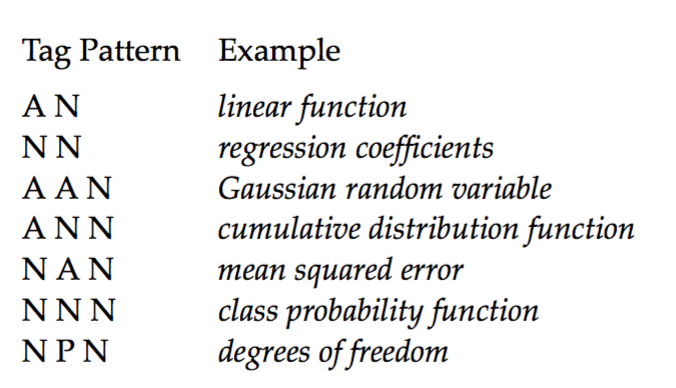 Tag Pattern Example
A N linear function
N N regression coefficients
A A N Gaussian random variable
A N N cumulative distribution function
N A N mean squared error
N N N class probability function
N P N degrees of freedom